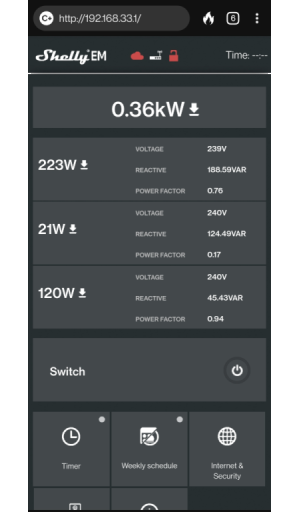 http://192.168.33.1/
6
Shelly EM
Time: --:--
0.36kW
VOLTAGE 239V
223W
REACTIVE 188.59VAR
POWER FACTOR 0.76
VOLTAGE 240V
21W
REACTIVE 124.49VAR
POWER FACTOR 0.17
VOLTAGE 240V
120W
REACTIVE 45.43VAR
POWER FACTOR 0.94
Switch
Timer
Weekly schedule
Internet &
Security